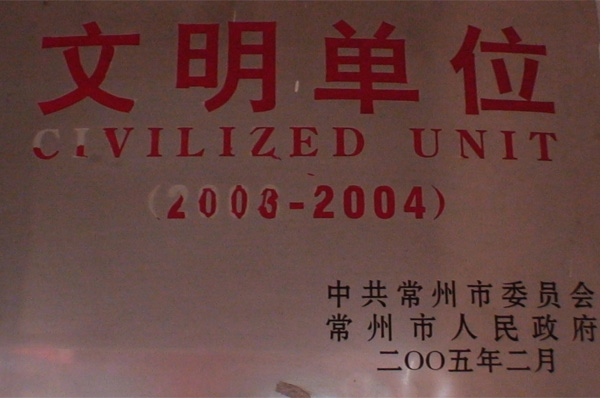 文明单位
CIVILIZED UNIT
(2003-2004)
中共常州市委员会
常州市人民政府
二OO五年二月